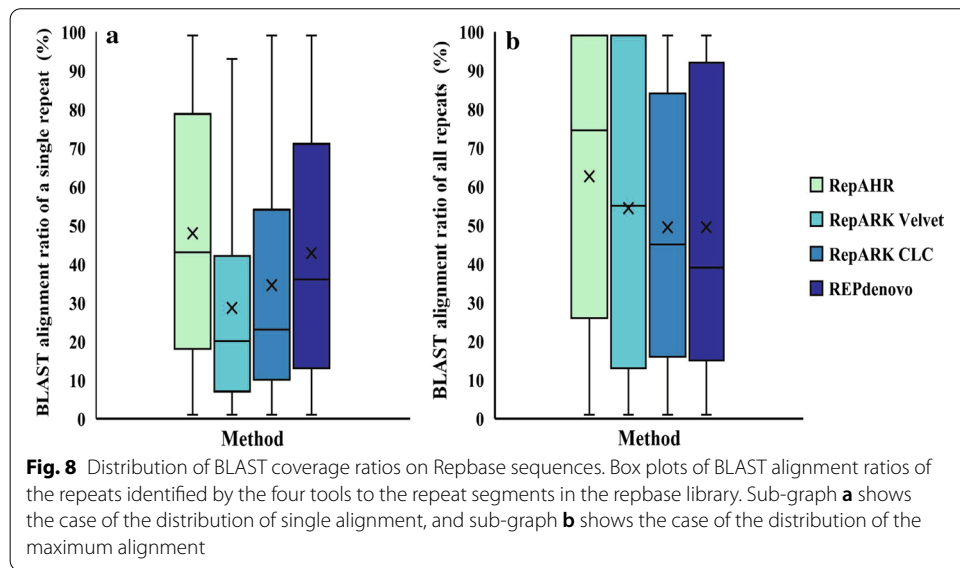 a
BLAST alignment ratio of a single repeat (%)
100
90
80
70
60
50
40
30
20
10
0
Method
b
BLAST alignment ratio of all repeats (%)
100
90
80
70
60
50
40
30
20
10
0
Method
RepAHR
RepARK Velvet
RepARK CLC
REPdenovo
Fig. 8 Distribution of BLAST coverage ratios on Repbase sequences. Box plots of BLAST alignment ratios of
the repeats identified by the four tools to the repeat segments in the repbase library. Sub-graph a shows
the case of the distribution of single alignment, and sub-graph b shows the case of the distribution of the
maximum alignment